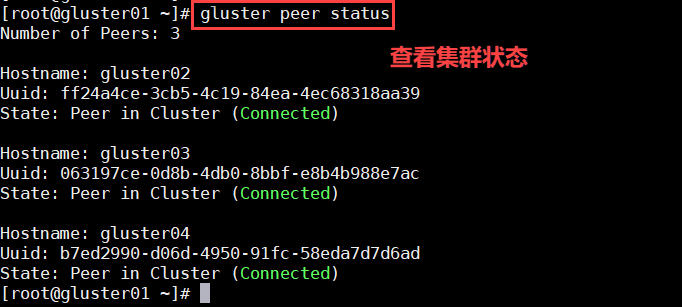 [root@gluster01 ~]# gluster peer status
Number of Peers: 3
查看集群状态
Hostname: gluster02
Uuid: ff24a4ce-3cb5-4c19-84ea-4ec68318aa39
State: Peer in Cluster (Connected)
Hostname: gluster03
Uuid: 063197ce-0d8b-4db0-8bbf-e8b4b988e7ac
State: Peer in Cluster (Connected)
Hostname: gluster04
Uuid: b7ed2990-d06d-4950-91fc-58eda7d7d6ad
State: Peer in Cluster (Connected)
[root@gluster01 ~]#